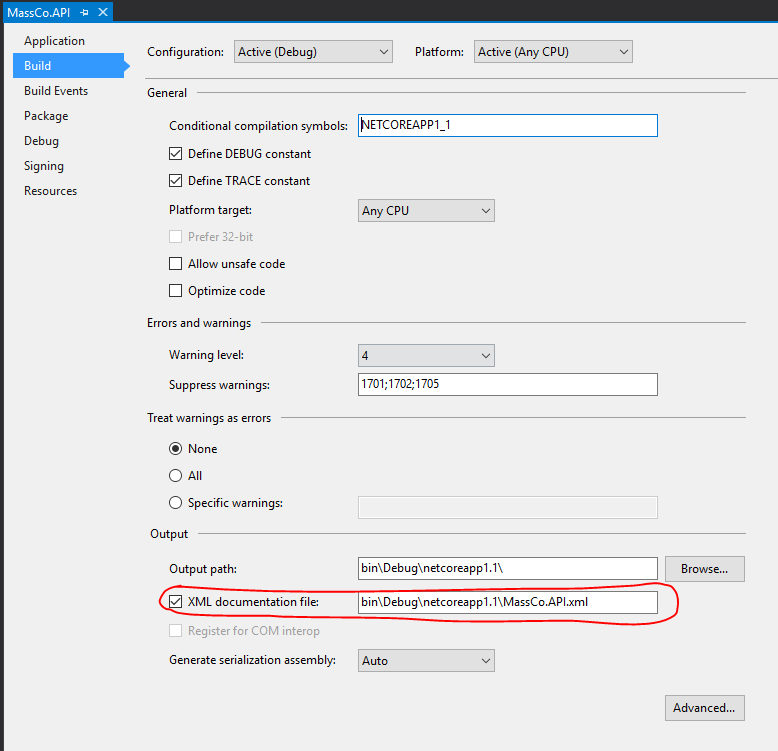 MassCo.API
Application
Build
Build Events
Package
Debug
Signing
Resources
Configuration: Active (Debug) Platform: Active (Any CPU)
General
Conditional compilation symbols: NETCOREAPP1_1
Define DEBUG constant
Define TRACE constant
Platform target: Any CPU
Prefer 32-bit
Allow unsafe code
Optimize code
Errors and warnings
Warning level: 4
Suppress warnings: 1701;1702;1705
Treat warnings as errors
None
All
Specific warnings:
Output
Output path: bin\Debug\netcoreapp1.1\ Browse...
XML documentation file: bin\Debug\netcoreapp1.1\MassCo.API.xml
Register for COM interop
Generate serialization assembly: Auto
Advanced...